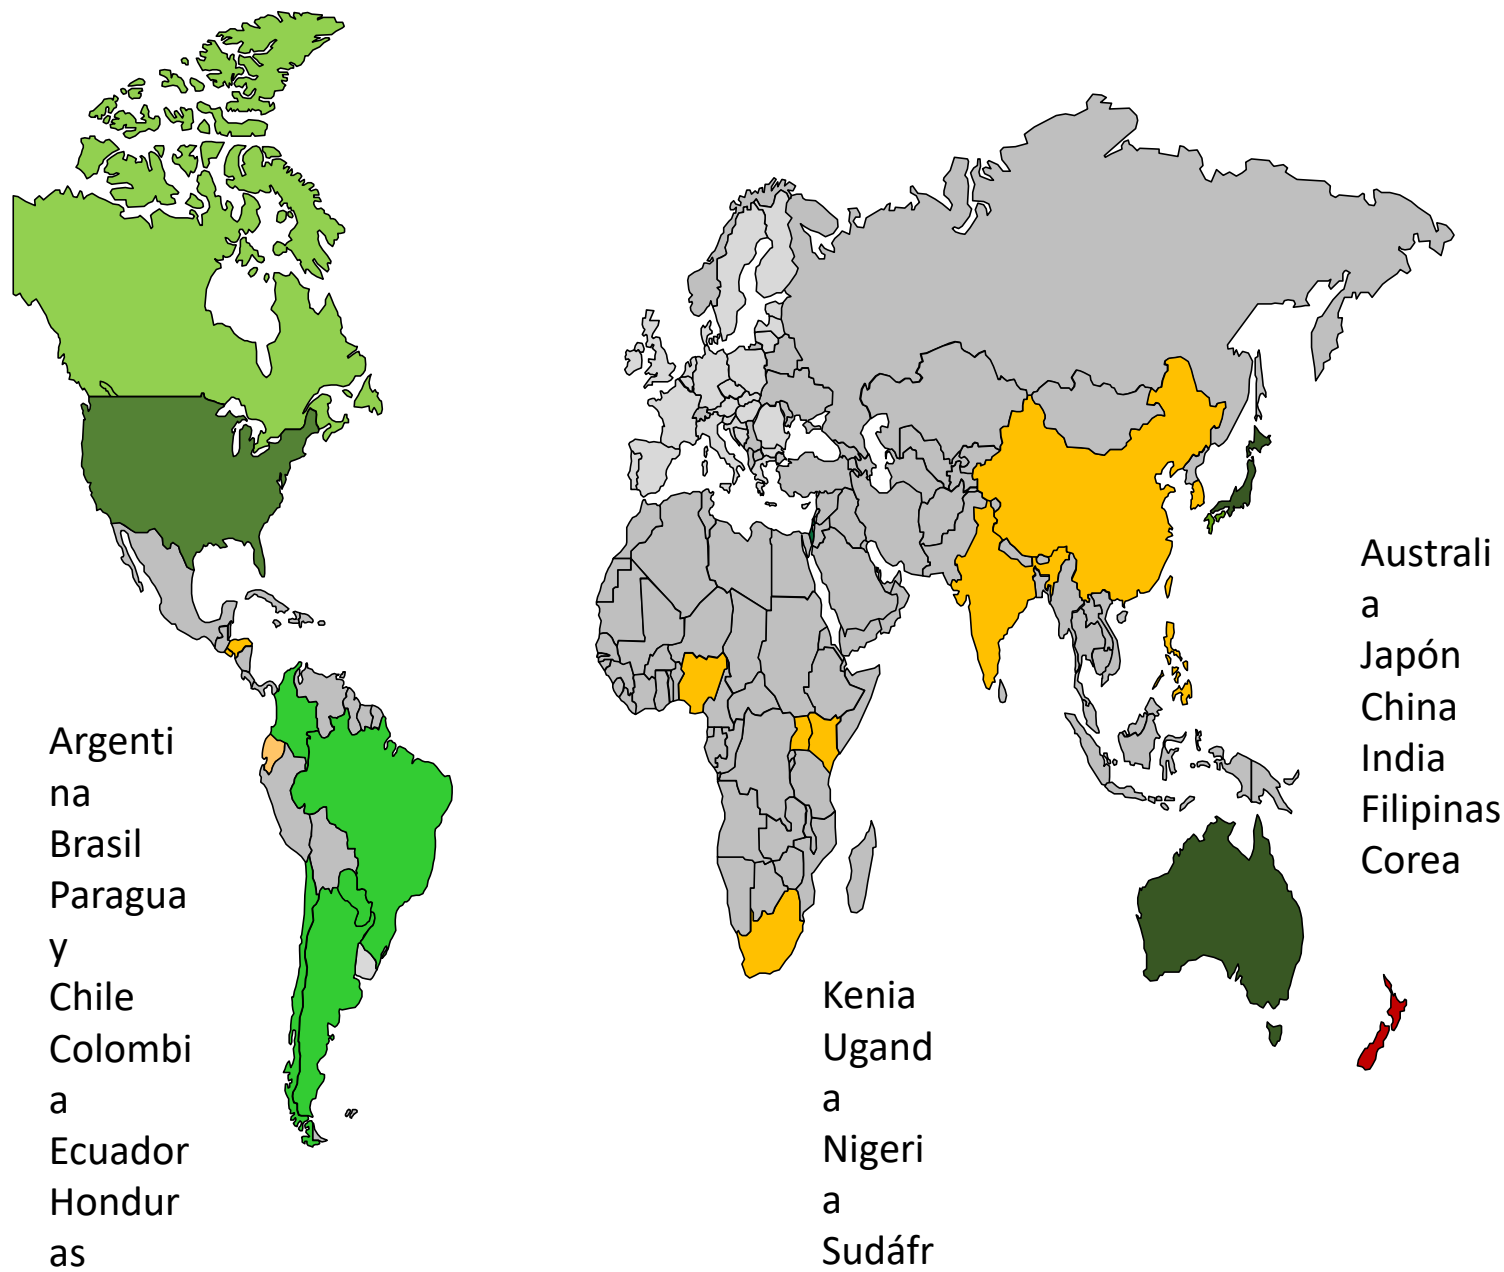 Argenti
na
Brasil
Paragua
y
Chile
Colombi
a
Ecuador
Hondur
as
Kenia
Ugand
a
Nigeri
a
Sudáfr
Australi
a
Japón
China
India
Filipinas
Corea